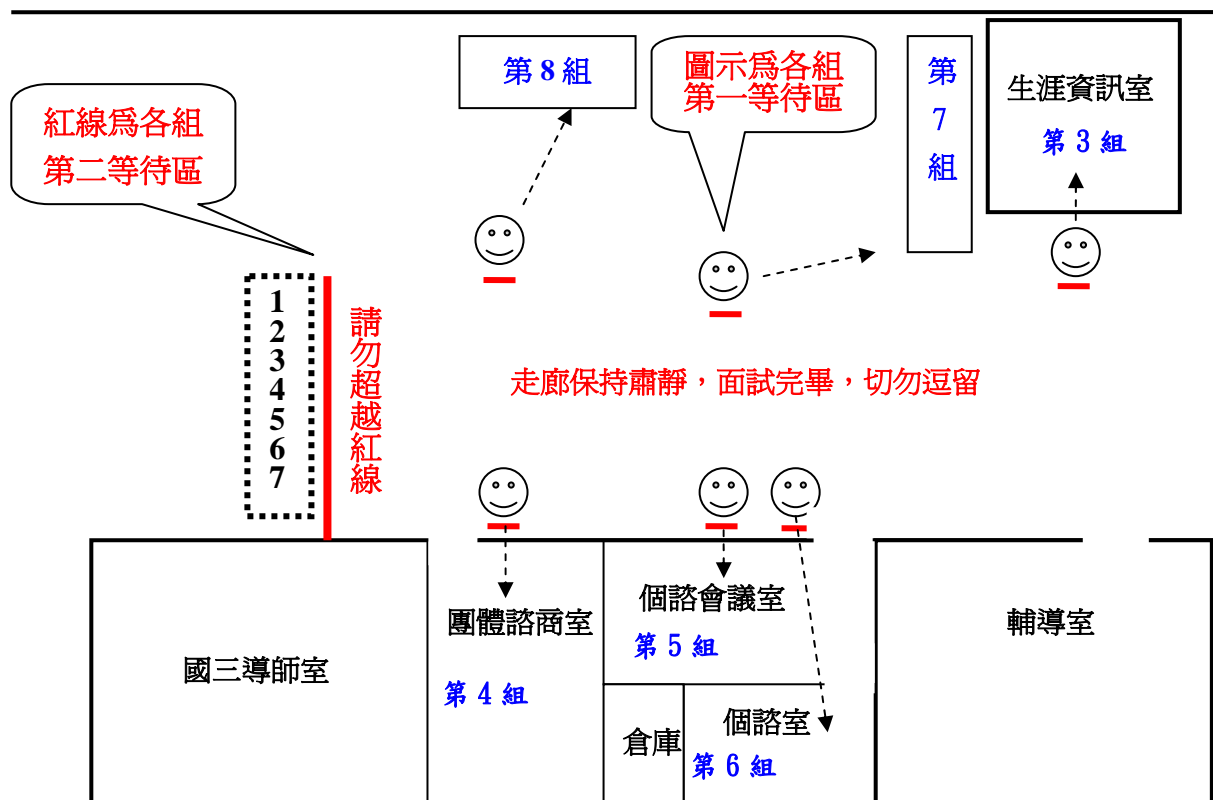 第 8 組
圖示爲各組
第一等待區
第
7
組
生涯資訊室
第 3 組
紅線爲各組
第二等待區
1
2
3
4
5
6
7
請勿超越紅線
走廊保持肅靜，面試完畢，切勿逗留
國三導師室
團體諮商室
第 4 組
個諮會議室
第 5 組
倉庫
個諮室
第 6 組
輔導室